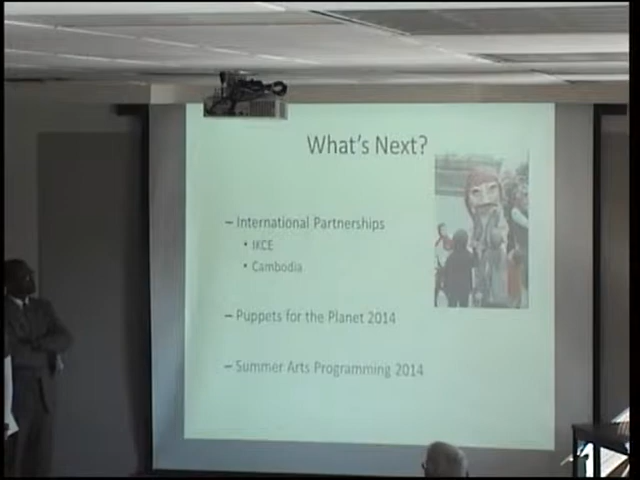 What's Next?
– International Partnerships
• IKCE
• Cambodia
– Puppets for the Planet 2014
– Summer Arts Programming 2014